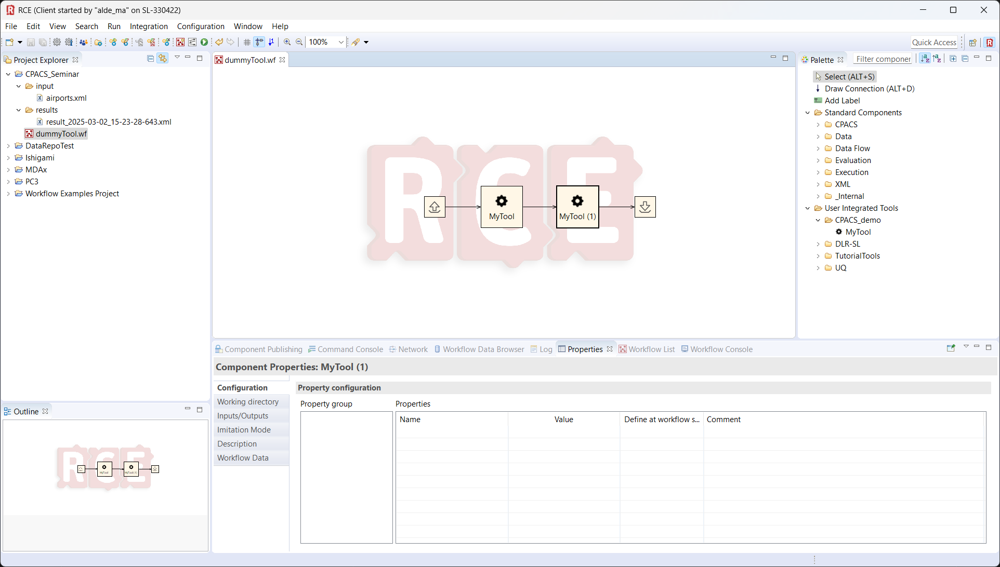 RCE (Client started by "alde_ma" on SL-330422)
File Edit View Search Run Integration Configuration Window Help
100%
Quick Access
Project Explorer
CPACS_Seminar
input
airports.xml
results
result_2025-03-02_15-23-28-643.xml
dummyTool.wf
DataRepoTest
Ishigami
MDAx
PC3
Workflow Examples Project
dummyTool.wf
RCE
MyTool
MyTool (1)
Palette
Filter componer
Select (ALT+S)
Draw Connection (ALT+D)
Add Label
Standard Components
CPACS
Data
Data Flow
Evaluation
Execution
XML
_Internal
User Integrated Tools
CPACS_demo
MyTool
DLR-SL
TutorialTools
UQ
Outline
RCE
MyTool
MyTool (1)
Component Publishing Command Console Network Workflow Data Browser Log Properties Workflow List Workflow Console
Component Properties: MyTool (1)
Configuration
Working directory
Inputs/Outputs
Imitation Mode
Description
Workflow Data
Property configuration
Property group
Properties
Name Value Define at workflow s... Comment